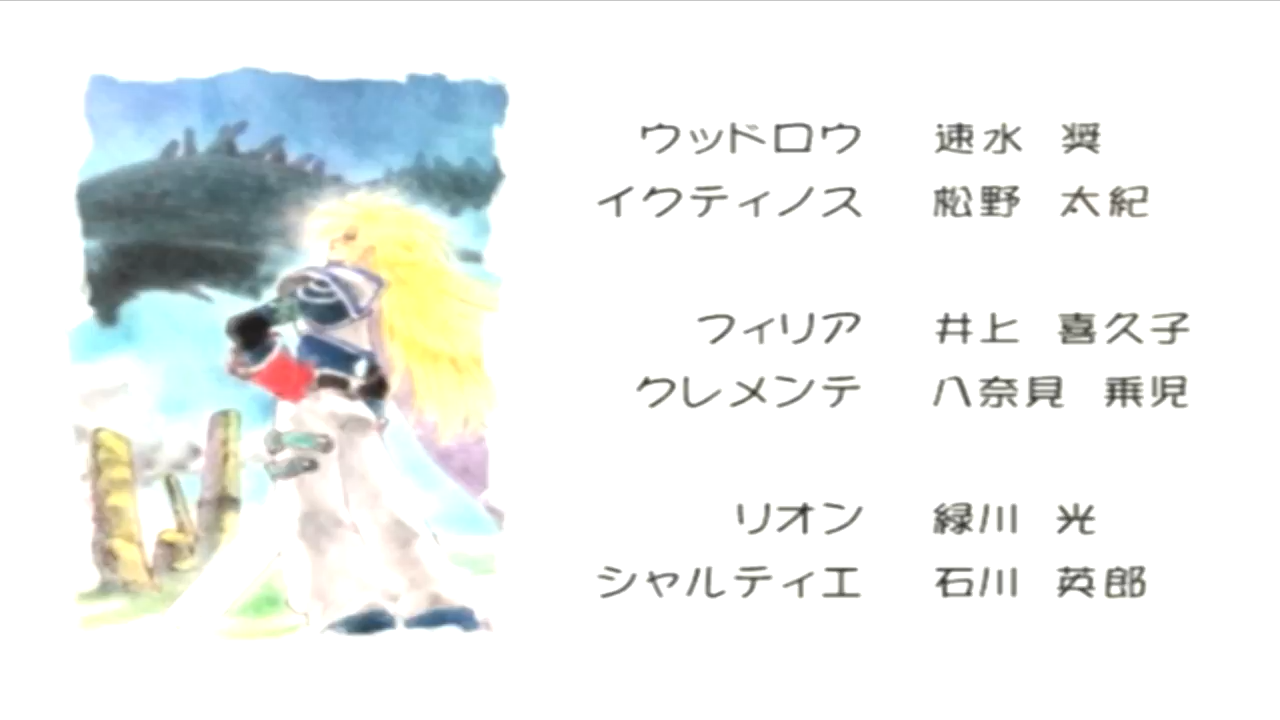 ウッドロウ 速水 奨
イクティノス 松野 太紀
フィリア 井上 喜久子
クレメンテ 八奈見 乗児
リオン 緑川 光
シャルティエ 石川 英郎